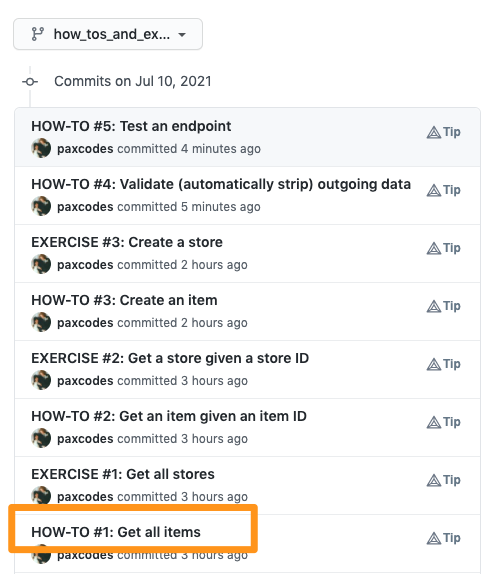 how_tos_and_ex...
Commits on Jul 10, 2021
HOW-TO #5: Test an endpoint
Tip
paxcodes committed 4 minutes ago
HOW-TO #4: Validate (automatically strip) outgoing data
Tip
paxcodes committed 5 minutes ago
EXERCISE #3: Create a store
Tip
paxcodes committed 2 hours ago
HOW-TO #3: Create an item
Tip
paxcodes committed 2 hours ago
EXERCISE #2: Get a store given a store ID
Tip
paxcodes committed 3 hours ago
HOW-TO #2: Get an item given an item ID
Tip
paxcodes committed 3 hours ago
EXERCISE #1: Get all stores
Tip
paxcodes committed 3 hours ago
HOW-TO #1: Get all items
Tip
paxcodes committed 3 hours ago